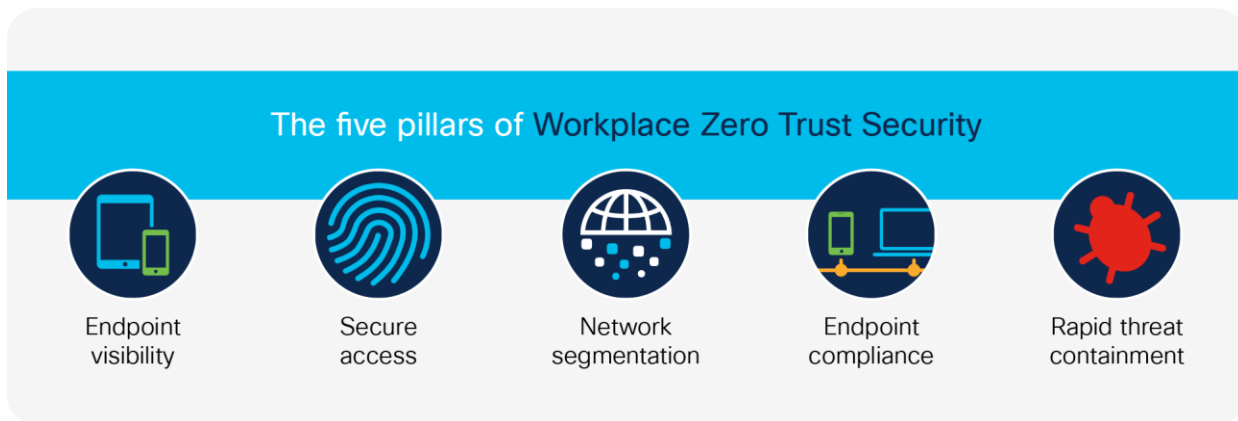 The five pillars of Workplace Zero Trust Security
Endpoint
visibility
Secure
access
Network
segmentation
Endpoint
compliance
Rapid threat
containment